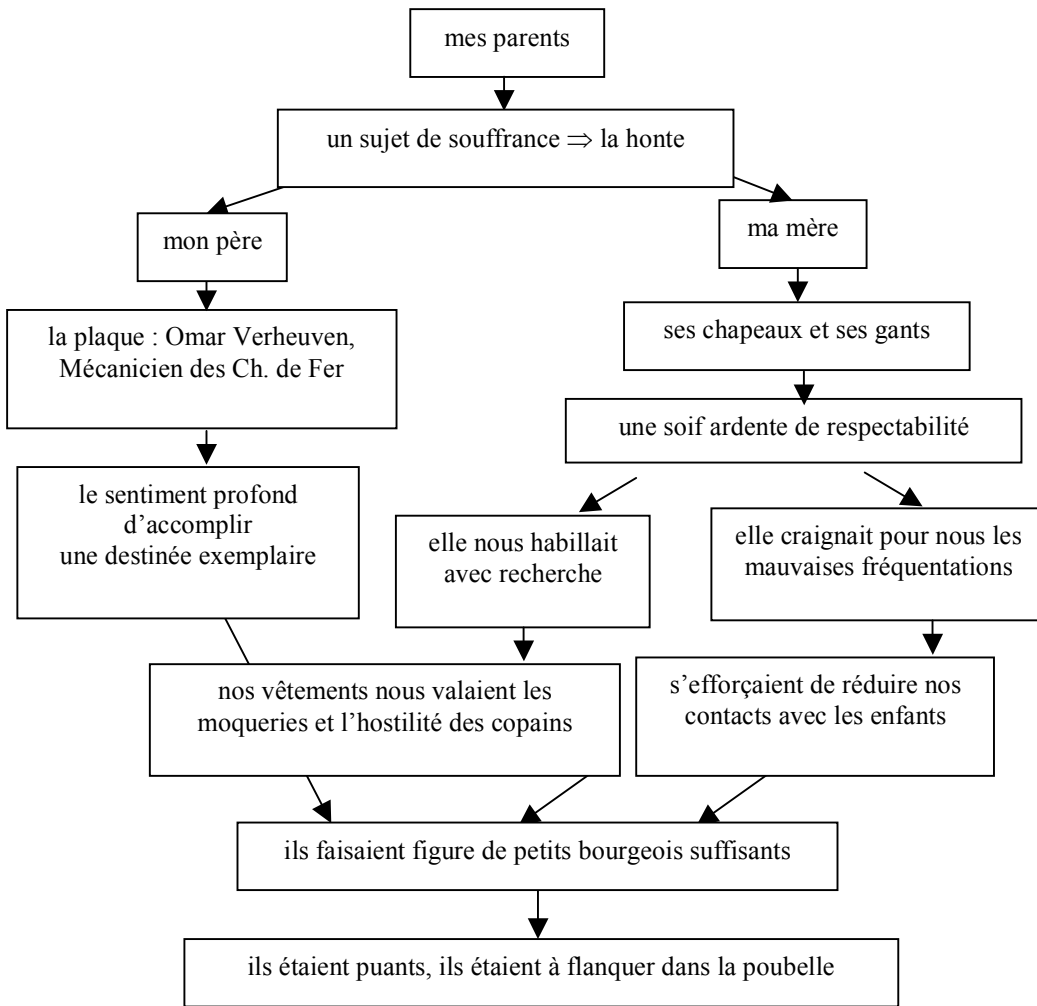 mes parents
un sujet de souffrance ⇒ la honte
mon père
ma mère
la plaque : Omar Verheuven,
Mécanicien des Ch. de Fer
ses chapeaux et ses gants
une soif ardente de respectabilité
le sentiment profond
d’accomplir
une destinée exemplaire
elle nous habillait
avec recherche
elle craignait pour nous les
mauvaises fréquentations
nos vêtements nous valaient les
moqueries et l’hostilité des copains
s’efforçaient de réduire nos
contacts avec les enfants
ils faisaient figure de petits bourgeois suffisants
ils étaient puants, ils étaient à flanquer dans la poubelle